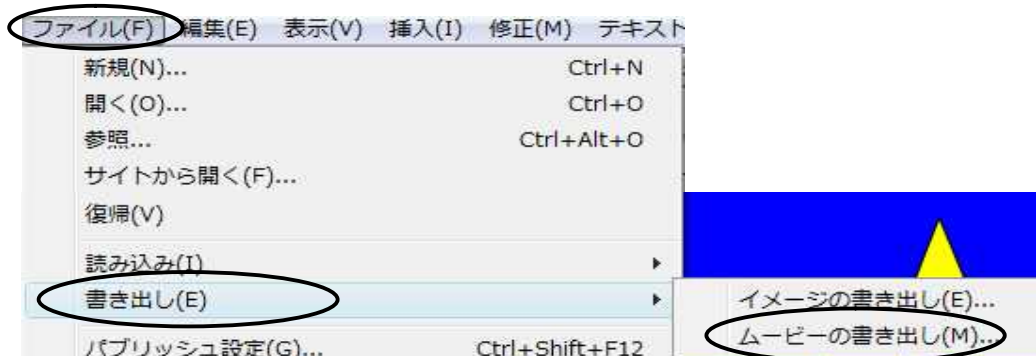 ファイル(F) 編集(E) 表示(V) 挿入(I) 修正(M) テキスト
新規(N)... Ctrl+N
開く(O)... Ctrl+O
参照... Ctrl+Alt+O
サイトから開く(F)...
復帰(V)
読み込み(I)
書き出し(E)
イメージの書き出し(E)...
ムービーの書き出し(M)...
パブリッシュ設定(G)... Ctrl+Shift+F12